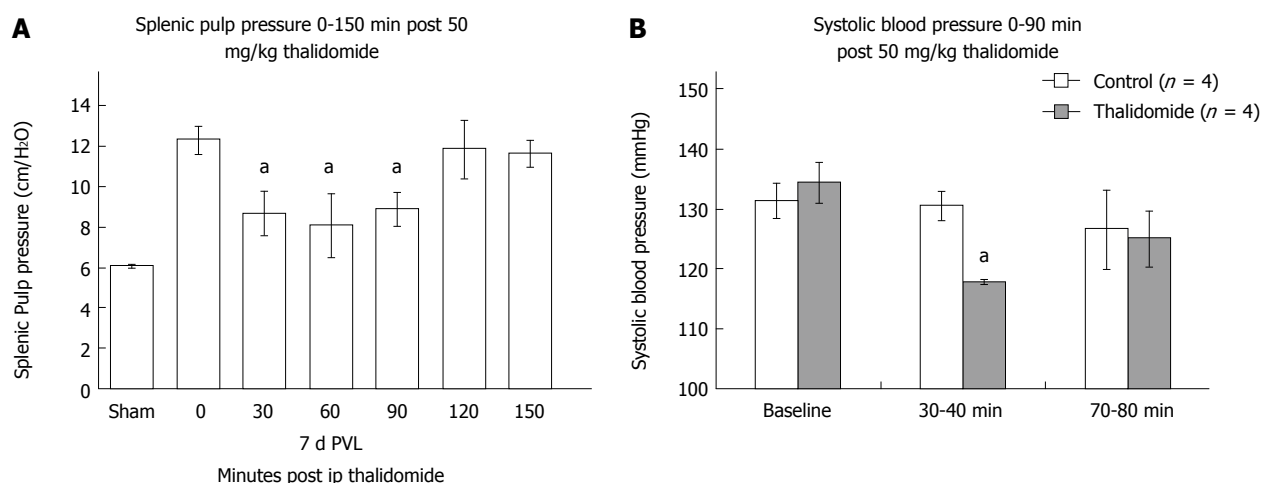 A
Splenic pulp pressure 0-150 min post 50
mg/kg thalidomide
Splenic Pulp pressure (cm/H₂O)
14
12
10
8
6
4
2
0
a
a
a
Sham 0 30 60 90 120 150
7 d PVL
Minutes post ip thalidomide
B
Systolic blood pressure 0-90 min
post 50 mg/kg thalidomide
Control (n = 4)
Thalidomide (n = 4)
Systolic blood pressure (mmHg)
150
140
130
120
110
100
a
Baseline 30-40 min 70-80 min